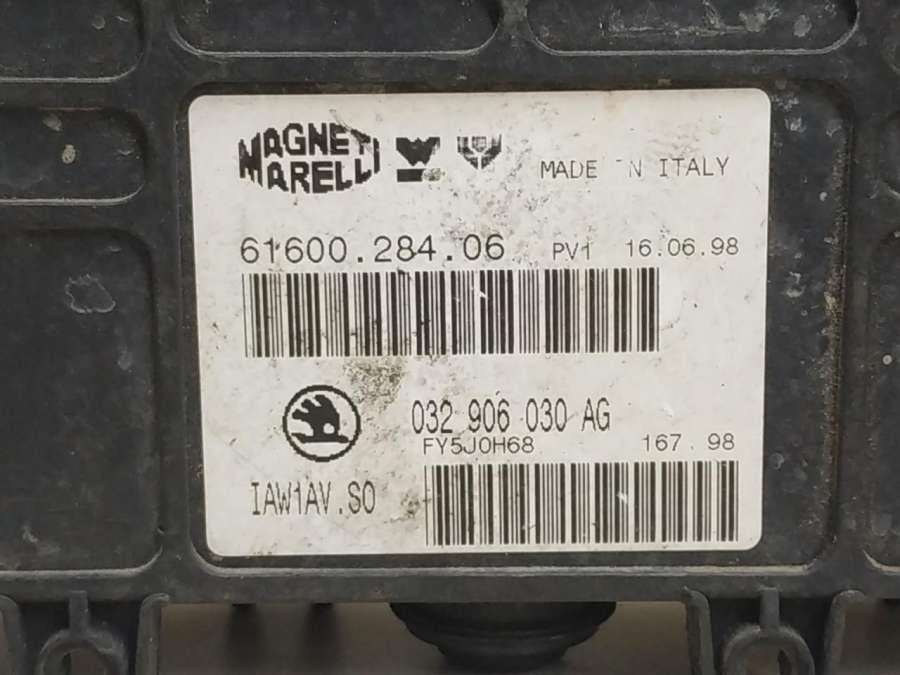 MAGNETI
MARELLI
MADE IN ITALY
61600.284.06 PV1 16.06.98
032 906 030 AG
FY5J0H68 167.98
IAW1AV.SO